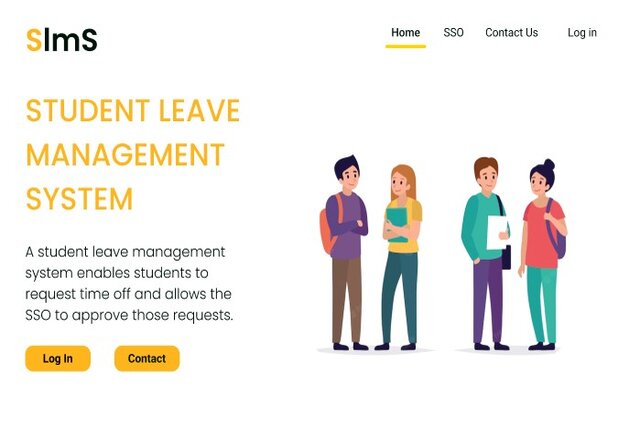 SlmS
Home SSO Contact Us Log in
STUDENT LEAVE
MANAGEMENT
SYSTEM
A student leave management
system enables students to
request time off and allows the
SSO to approve those requests.
Log In Contact